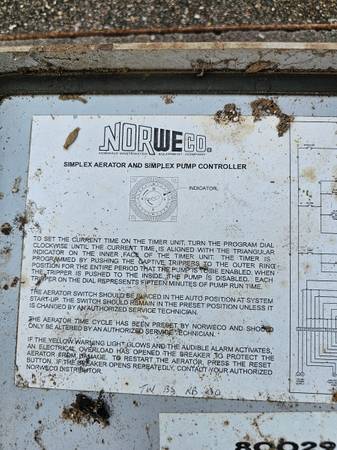 NORWECO.
SIMPLEX AERATOR AND SIMPLEX PUMP CONTROLLER
INDICATOR
TO SET THE CURRENT TIME ON THE TIMER UNIT, TURN THE PROGRAM DIAL
CLOCKWISE UNTIL THE CURRENT TIME IS ALIGNED WITH THE TRIANGULAR
INDICATOR ON THE INNER FACE OF THE TIMER UNIT. THE TIMER IS
PROGRAMMED BY PUSHING THE CAPTIVE TRIPPERS TO THE OUTER RING
POSITION FOR THE ENTIRE PERIOD THAT THE PUMP IS TO BE ENABLED. WHEN
THE TRIPPER IS PUSHED TO THE INSIDE, THE PUMP IS DISABLED. EACH
TRIPPER ON THE DIAL REPRESENTS FIFTEEN MINUTES OF PUMP RUN TIME.
THE AERATOR SWITCH SHOULD BE PLACED IN THE AUTO POSITION AT SYSTEM
START-UP. THE SWITCH SHOULD REMAIN IN THE PRESET POSITION UNLESS IT
IS CHANGED BY AN AUTHORIZED SERVICE TECHNICIAN.
THE AERATOR TIME CYCLE HAS BEEN PRESET BY NORWECO AND SHOULD
ONLY BE ALTERED BY AN AUTHORIZED SERVICE TECHNICIAN.
IF THE YELLOW WARNING LIGHT GLOWS AND THE AUDIBLE ALARM ACTIVATES,
AN ELECTRICAL OVERLOAD HAS OPENED THE BREAKER TO PROTECT THE
AERATOR FROM DAMAGE. TO RESTART THE AERATOR, PRESS THE RESET
BUTTON. IF THE BREAKER OPENS REPEATEDLY, CONTACT YOUR AUTHORIZED
NORWECO DISTRIBUTOR.
80029